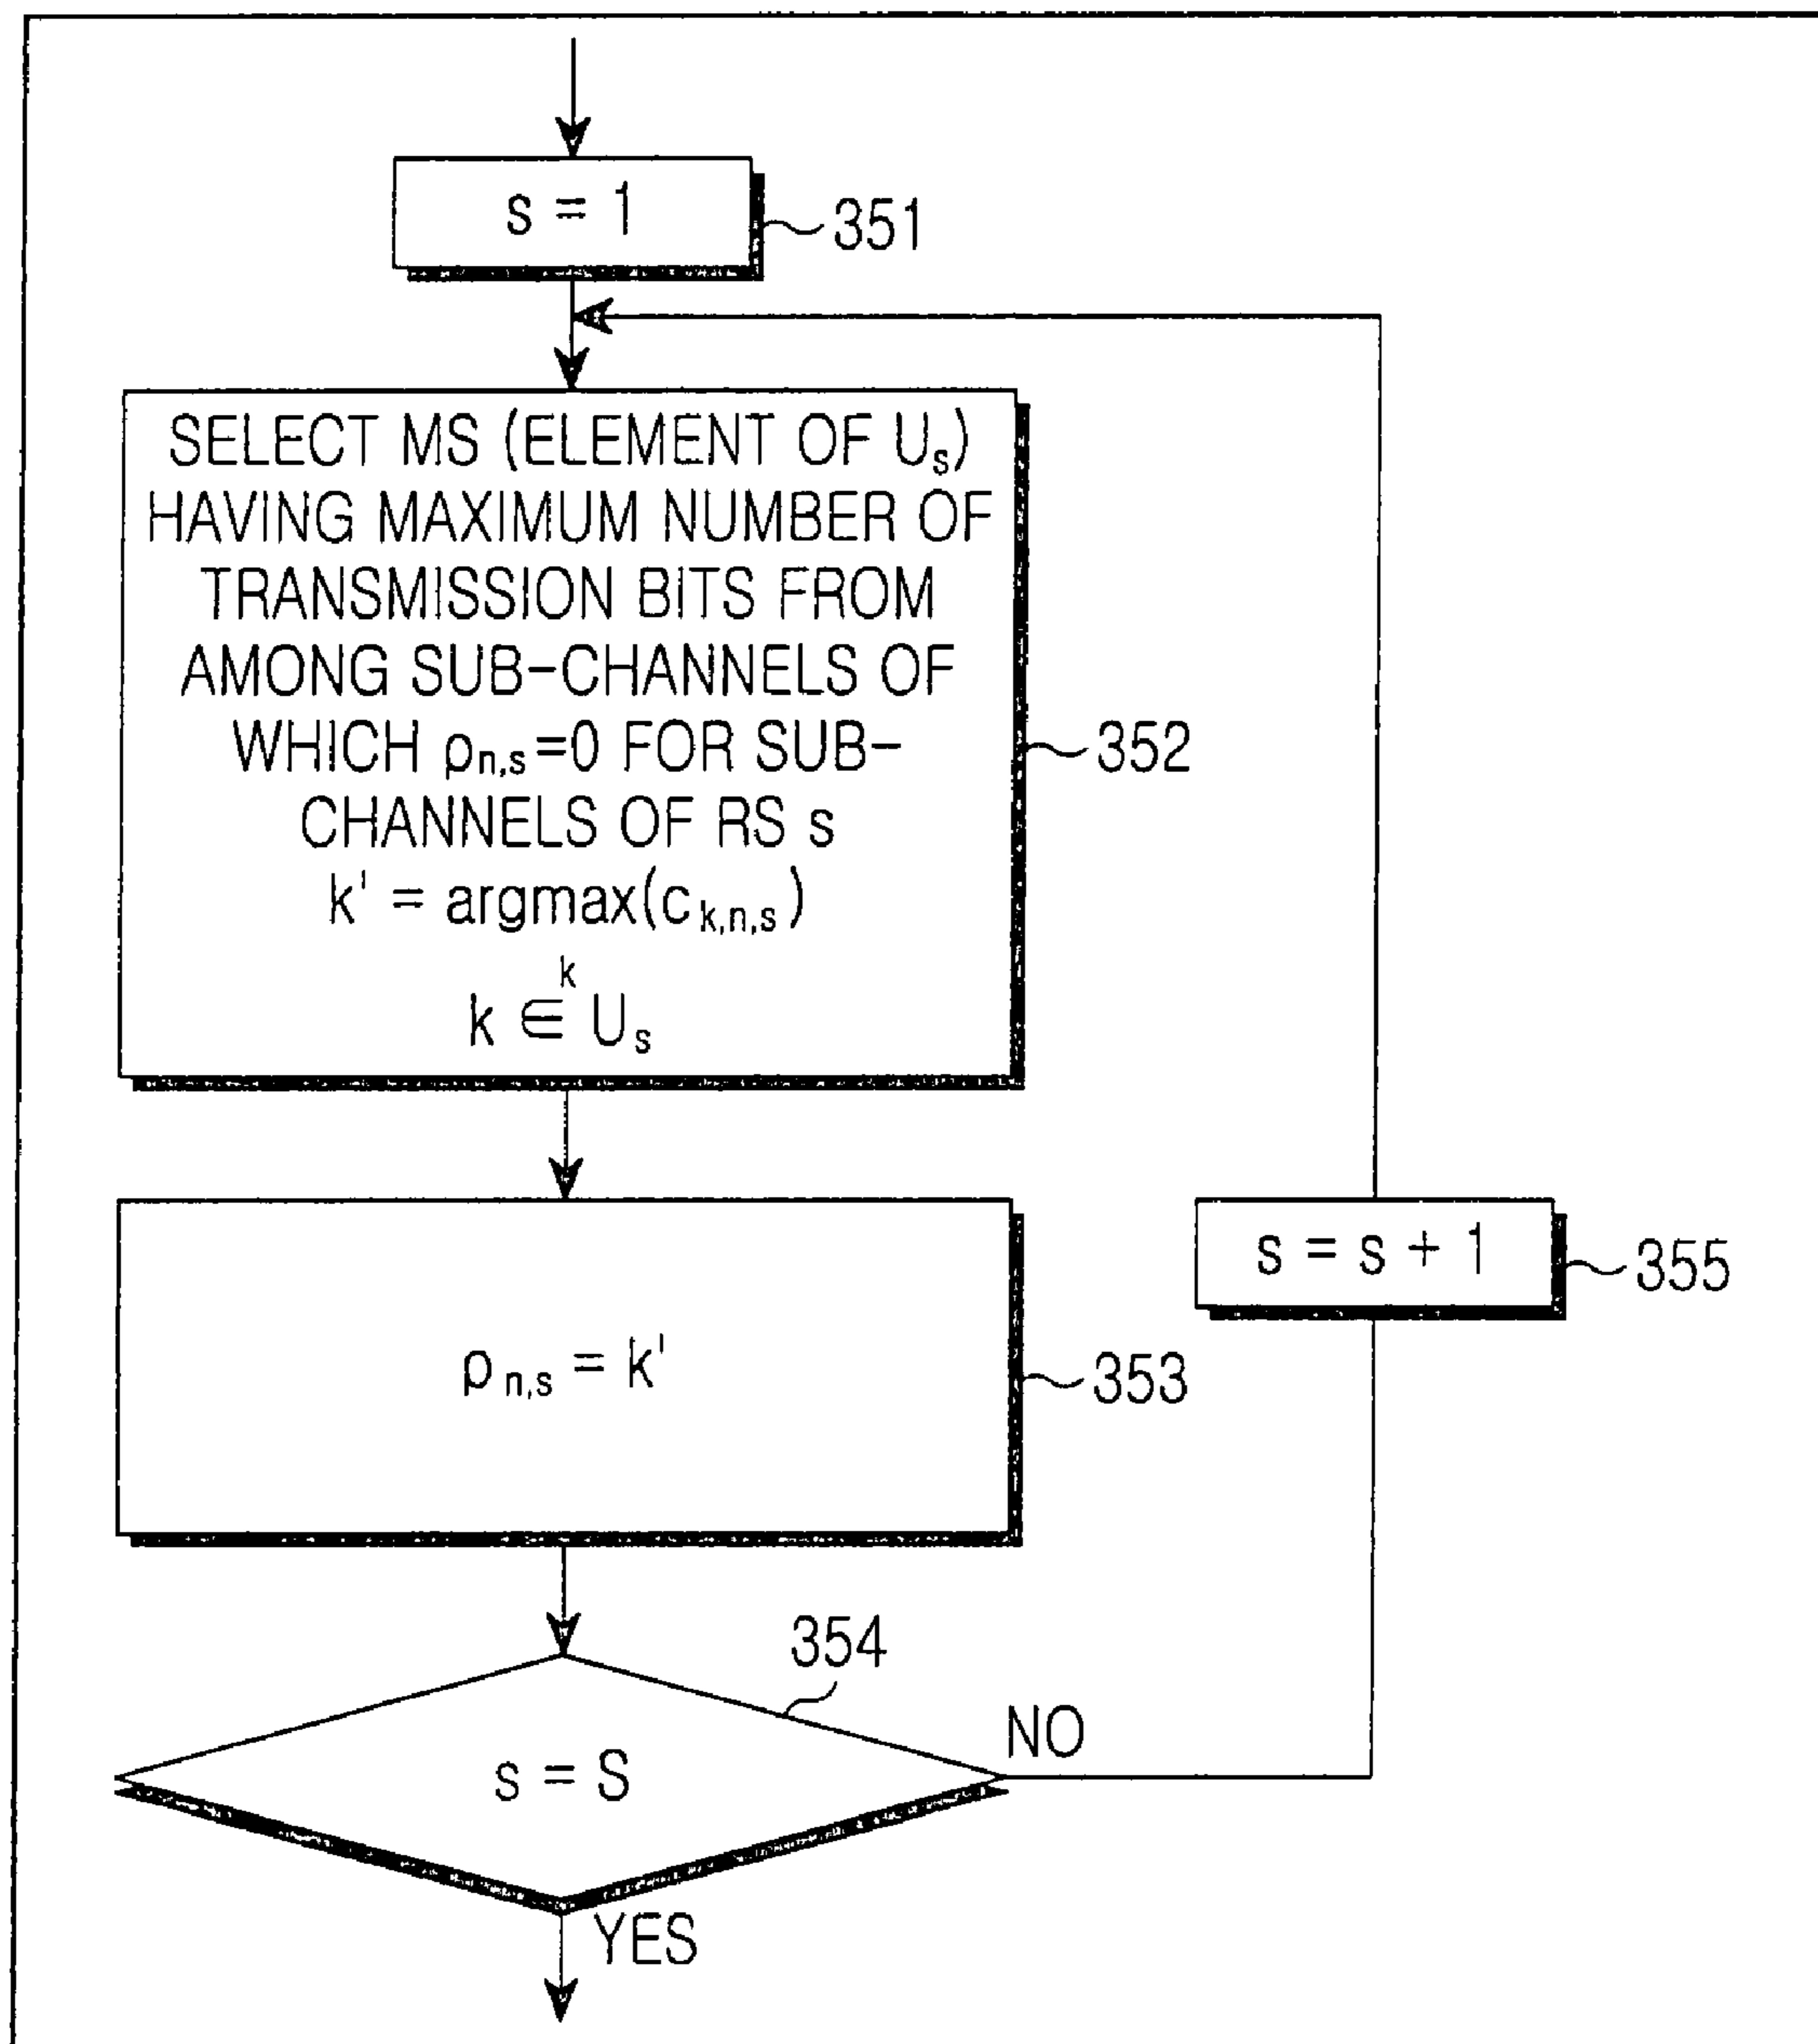 s = 1
351
SELECT MS (ELEMENT OF Us)
HAVING MAXIMUM NUMBER OF
TRANSMISSION BITS FROM
AMONG SUB-CHANNELS OF
WHICH ρn,s=0 FOR SUB-
CHANNELS OF RS s
k' = argmax(ck,n,s)
k
k ∈ Us
352
s = s + 1
355
ρn,s = k'
353
354
s = S
NO
YES